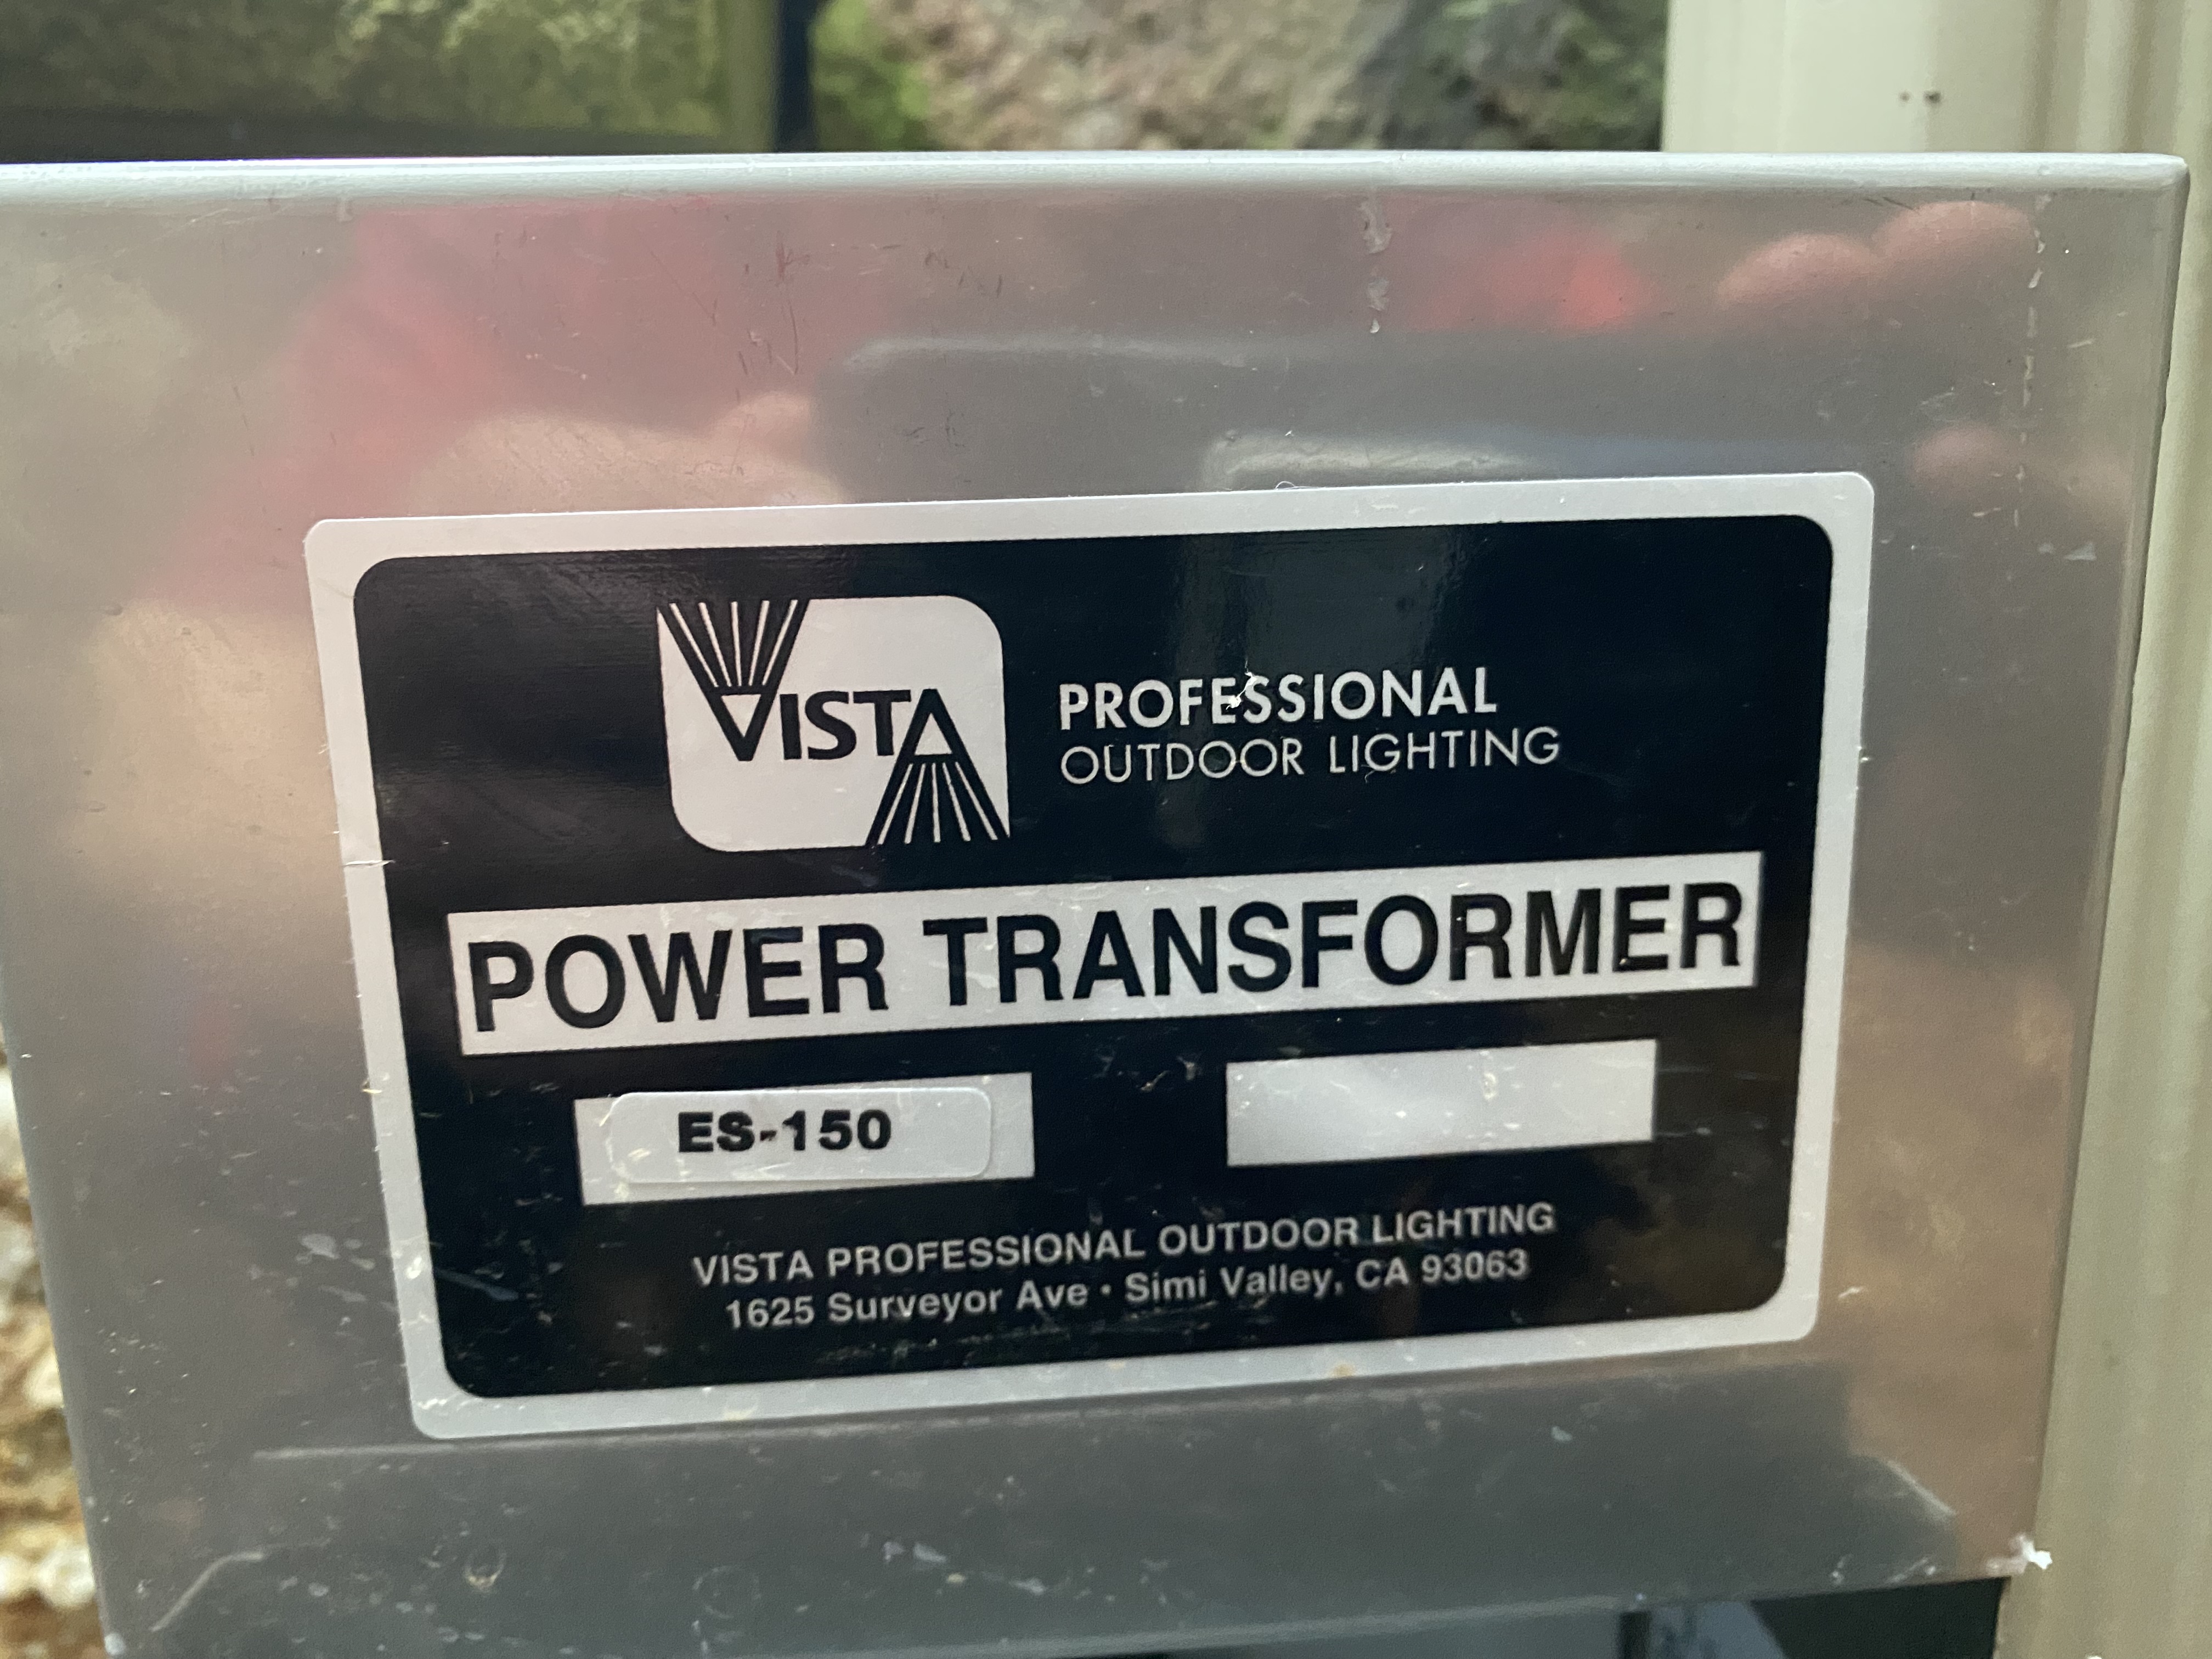 VISTA
PROFESSIONAL
OUTDOOR LIGHTING
POWER TRANSFORMER
ES-150
VISTA PROFESSIONAL OUTDOOR LIGHTING
1625 Surveyor Ave • Simi Valley, CA 93063